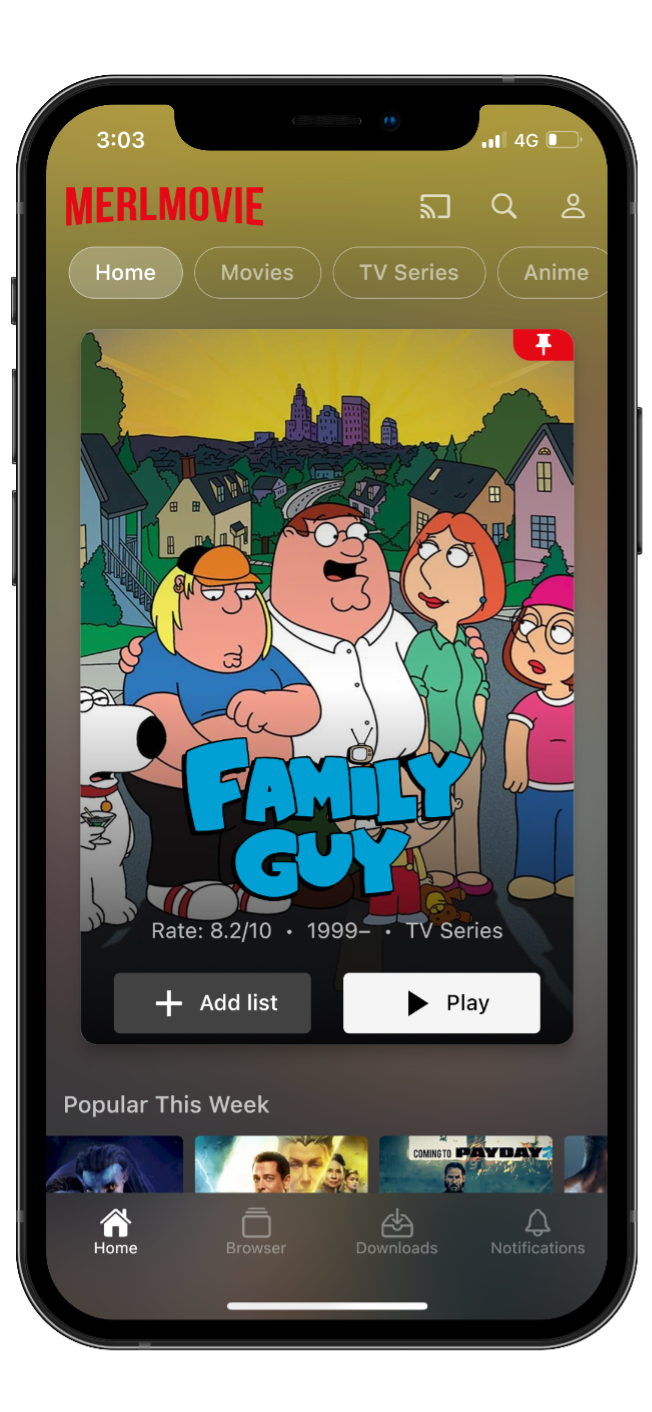 3:03
4G
MERLMOVIE
Home
Movies
TV Series
Anime
FAMILY
GUY
Rate: 8.2/10 • 1999– • TV Series
Add list
Play
Popular This Week
COMING TO PAYDAY 2
Home
Browser
Downloads
Notifications